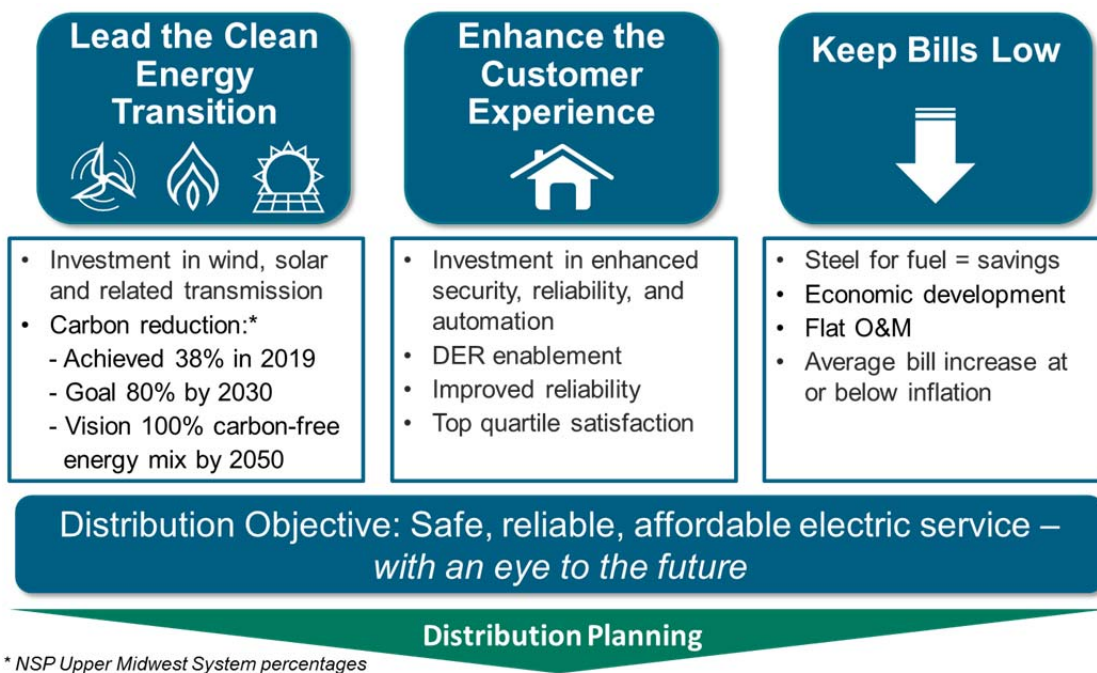 Lead the Clean
Energy
Transition
• Investment in wind, solar
and related transmission
• Carbon reduction:*
- Achieved 38% in 2019
- Goal 80% by 2030
- Vision 100% carbon-free
energy mix by 2050
Enhance the
Customer
Experience
• Investment in enhanced
security, reliability, and
automation
• DER enablement
• Improved reliability
• Top quartile satisfaction
Keep Bills Low
• Steel for fuel = savings
• Economic development
• Flat O&M
• Average bill increase at
or below inflation
Distribution Objective: Safe, reliable, affordable electric service –
with an eye to the future
Distribution Planning
* NSP Upper Midwest System percentages